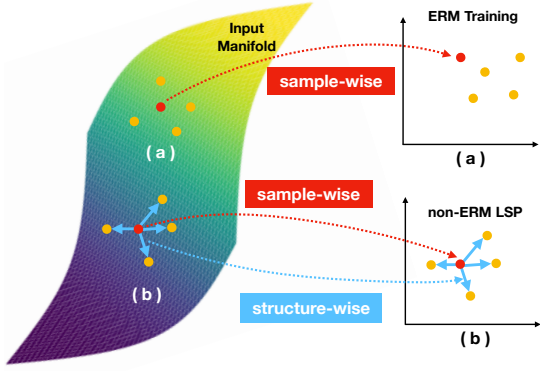 Input
Manifold
sample-wise
( a )
ERM Training
( a )
sample-wise
( b )
structure-wise
non-ERM LSP
( b )